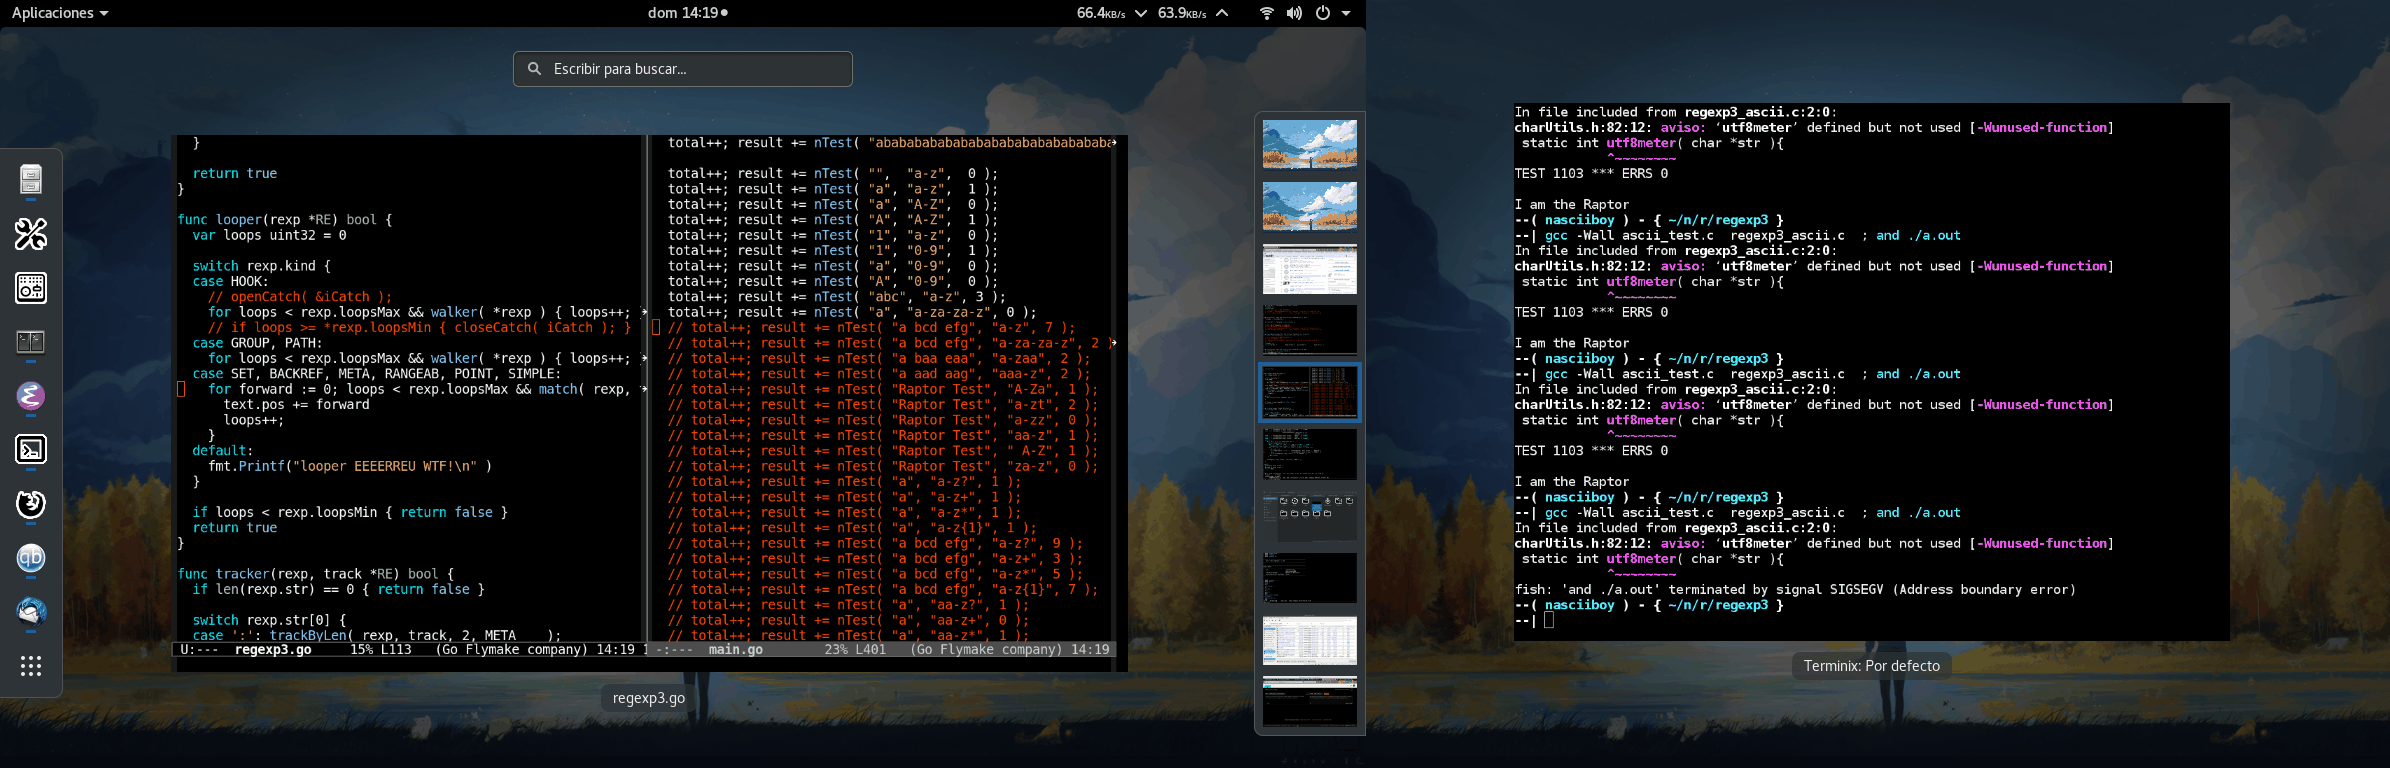 Aplicaciones
dom 14:19
66.4KB/s 63.9KB/s
Escribir para buscar...
}
return true
}
func looper(rexp *RE) bool {
var loops uint32 = 0
switch rexp.kind {
case HOOK:
// openCatch( &iCatch );
for loops < rexp.loopsMax && walker( *rexp ) { loops++; }
// if loops >= *rexp.loopsMin { closeCatch( iCatch ); }
case GROUP, PATH:
for loops < rexp.loopsMax && walker( *rexp ) { loops++; }
case SET, BACKREF, META, RANGEAB, POINT, SIMPLE:
for forward := 0; loops < rexp.loopsMax && match( rexp,
text.pos += forward
loops++;
}
default:
fmt.Printf("looper EEEERREU WTF!\n" )
}
if loops < rexp.loopsMin { return false }
return true
}
func tracker(rexp, track *RE) bool {
if len(rexp.str) == 0 { return false }
switch rexp.str[0] {
case ':': trackByLen( rexp, track, 2, META    );
U:---  regexp3.go     15% L113   (Go Flymake company) 14:19
total++; result += nTest( "ababababababababababababababababa
total++; result += nTest( "",  "a-z",  0 );
total++; result += nTest( "a", "a-z",  1 );
total++; result += nTest( "a", "A-Z",  0 );
total++; result += nTest( "A", "A-Z",  1 );
total++; result += nTest( "1", "a-z",  0 );
total++; result += nTest( "1", "0-9",  1 );
total++; result += nTest( "a", "0-9",  0 );
total++; result += nTest( "A", "0-9",  0 );
total++; result += nTest( "abc", "a-z", 3 );
total++; result += nTest( "a", "a-za-za-z", 0 );
// total++; result += nTest( "a bcd efg", "a-z", 7 );
// total++; result += nTest( "a bcd efg", "a-za-za-z", 2 )
// total++; result += nTest( "a baa eaa", "a-zaa", 2 );
// total++; result += nTest( "a aad aag", "aaa-z", 2 );
// total++; result += nTest( "Raptor Test", "A-Za", 1 );
// total++; result += nTest( "Raptor Test", "a-zt", 2 );
// total++; result += nTest( "Raptor Test", "a-zz", 0 );
// total++; result += nTest( "Raptor Test", "aa-z", 1 );
// total++; result += nTest( "Raptor Test", " A-Z", 1 );
// total++; result += nTest( "Raptor Test", "za-z", 0 );
// total++; result += nTest( "a", "a-z?", 1 );
// total++; result += nTest( "a", "a-z+", 1 );
// total++; result += nTest( "a", "a-z*", 1 );
// total++; result += nTest( "a", "a-z{1}", 1 );
// total++; result += nTest( "a bcd efg", "a-z?", 9 );
// total++; result += nTest( "a bcd efg", "a-z+", 3 );
// total++; result += nTest( "a bcd efg", "a-z*", 5 );
// total++; result += nTest( "a bcd efg", "a-z{1}", 7 );
// total++; result += nTest( "a", "aa-z?", 1 );
// total++; result += nTest( "a", "aa-z+", 0 );
// total++; result += nTest( "a", "aa-z*", 1 );
-:---  main.go        23% L401   (Go Flymake company) 14:19
regexp3.go
In file included from regexp3_ascii.c:2:0:
charUtils.h:82:12: aviso: ‘utf8meter’ defined but not used [-Wunused-function]
static int utf8meter( char *str ){
^~~~~~~~~
TEST 1103 *** ERRS 0
I am the Raptor
--( nasciiboy ) - { ~/n/r/regexp3 }
--| gcc -Wall ascii_test.c  regexp3_ascii.c  ; and ./a.out
In file included from regexp3_ascii.c:2:0:
charUtils.h:82:12: aviso: ‘utf8meter’ defined but not used [-Wunused-function]
static int utf8meter( char *str ){
^~~~~~~~~
TEST 1103 *** ERRS 0
I am the Raptor
--( nasciiboy ) - { ~/n/r/regexp3 }
--| gcc -Wall ascii_test.c  regexp3_ascii.c  ; and ./a.out
In file included from regexp3_ascii.c:2:0:
charUtils.h:82:12: aviso: ‘utf8meter’ defined but not used [-Wunused-function]
static int utf8meter( char *str ){
^~~~~~~~~
TEST 1103 *** ERRS 0
I am the Raptor
--( nasciiboy ) - { ~/n/r/regexp3 }
--| gcc -Wall ascii_test.c  regexp3_ascii.c  ; and ./a.out
In file included from regexp3_ascii.c:2:0:
charUtils.h:82:12: aviso: ‘utf8meter’ defined but not used [-Wunused-function]
static int utf8meter( char *str ){
^~~~~~~~~
fish: 'and ./a.out' terminated by signal SIGSEGV (Address boundary error)
--( nasciiboy ) - { ~/n/r/regexp3 }
--|
Terminix: Por defecto